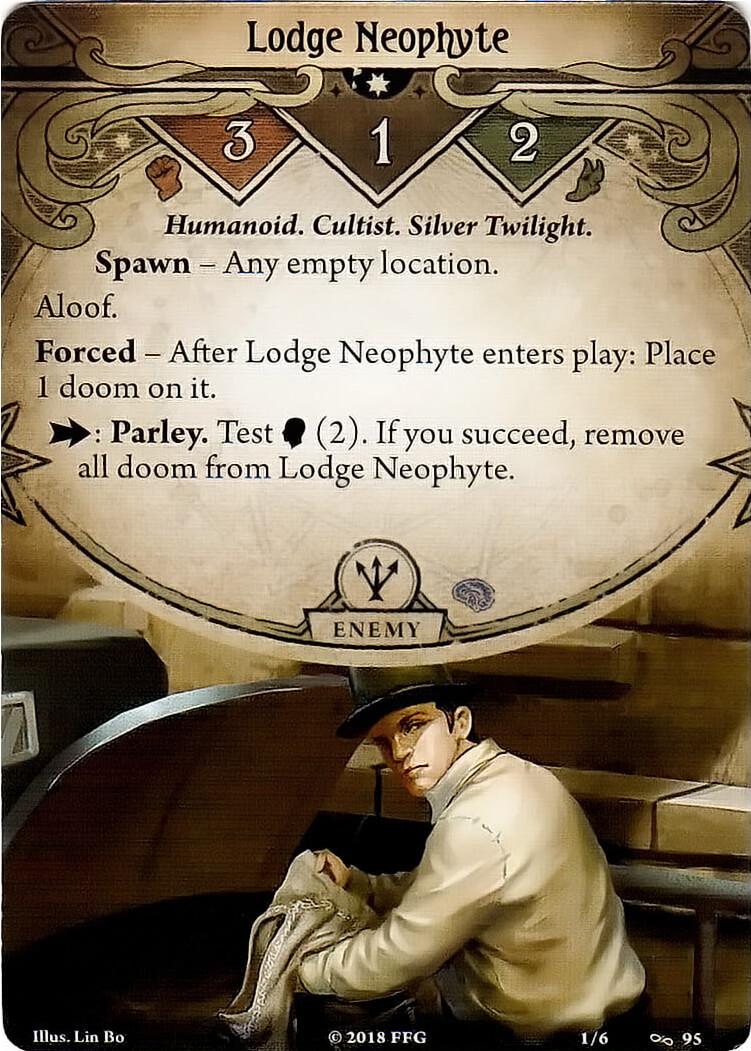 Lodge Neophyte
3 1 2
Humanoid. Cultist. Silver Twilight.
Spawn – Any empty location.
Aloof.
Forced – After Lodge Neophyte enters play: Place
1 doom on it.
: Parley. Test (2). If you succeed, remove
all doom from Lodge Neophyte.
ENEMY
Illus. Lin Bo © 2018 FFG 1/6 95